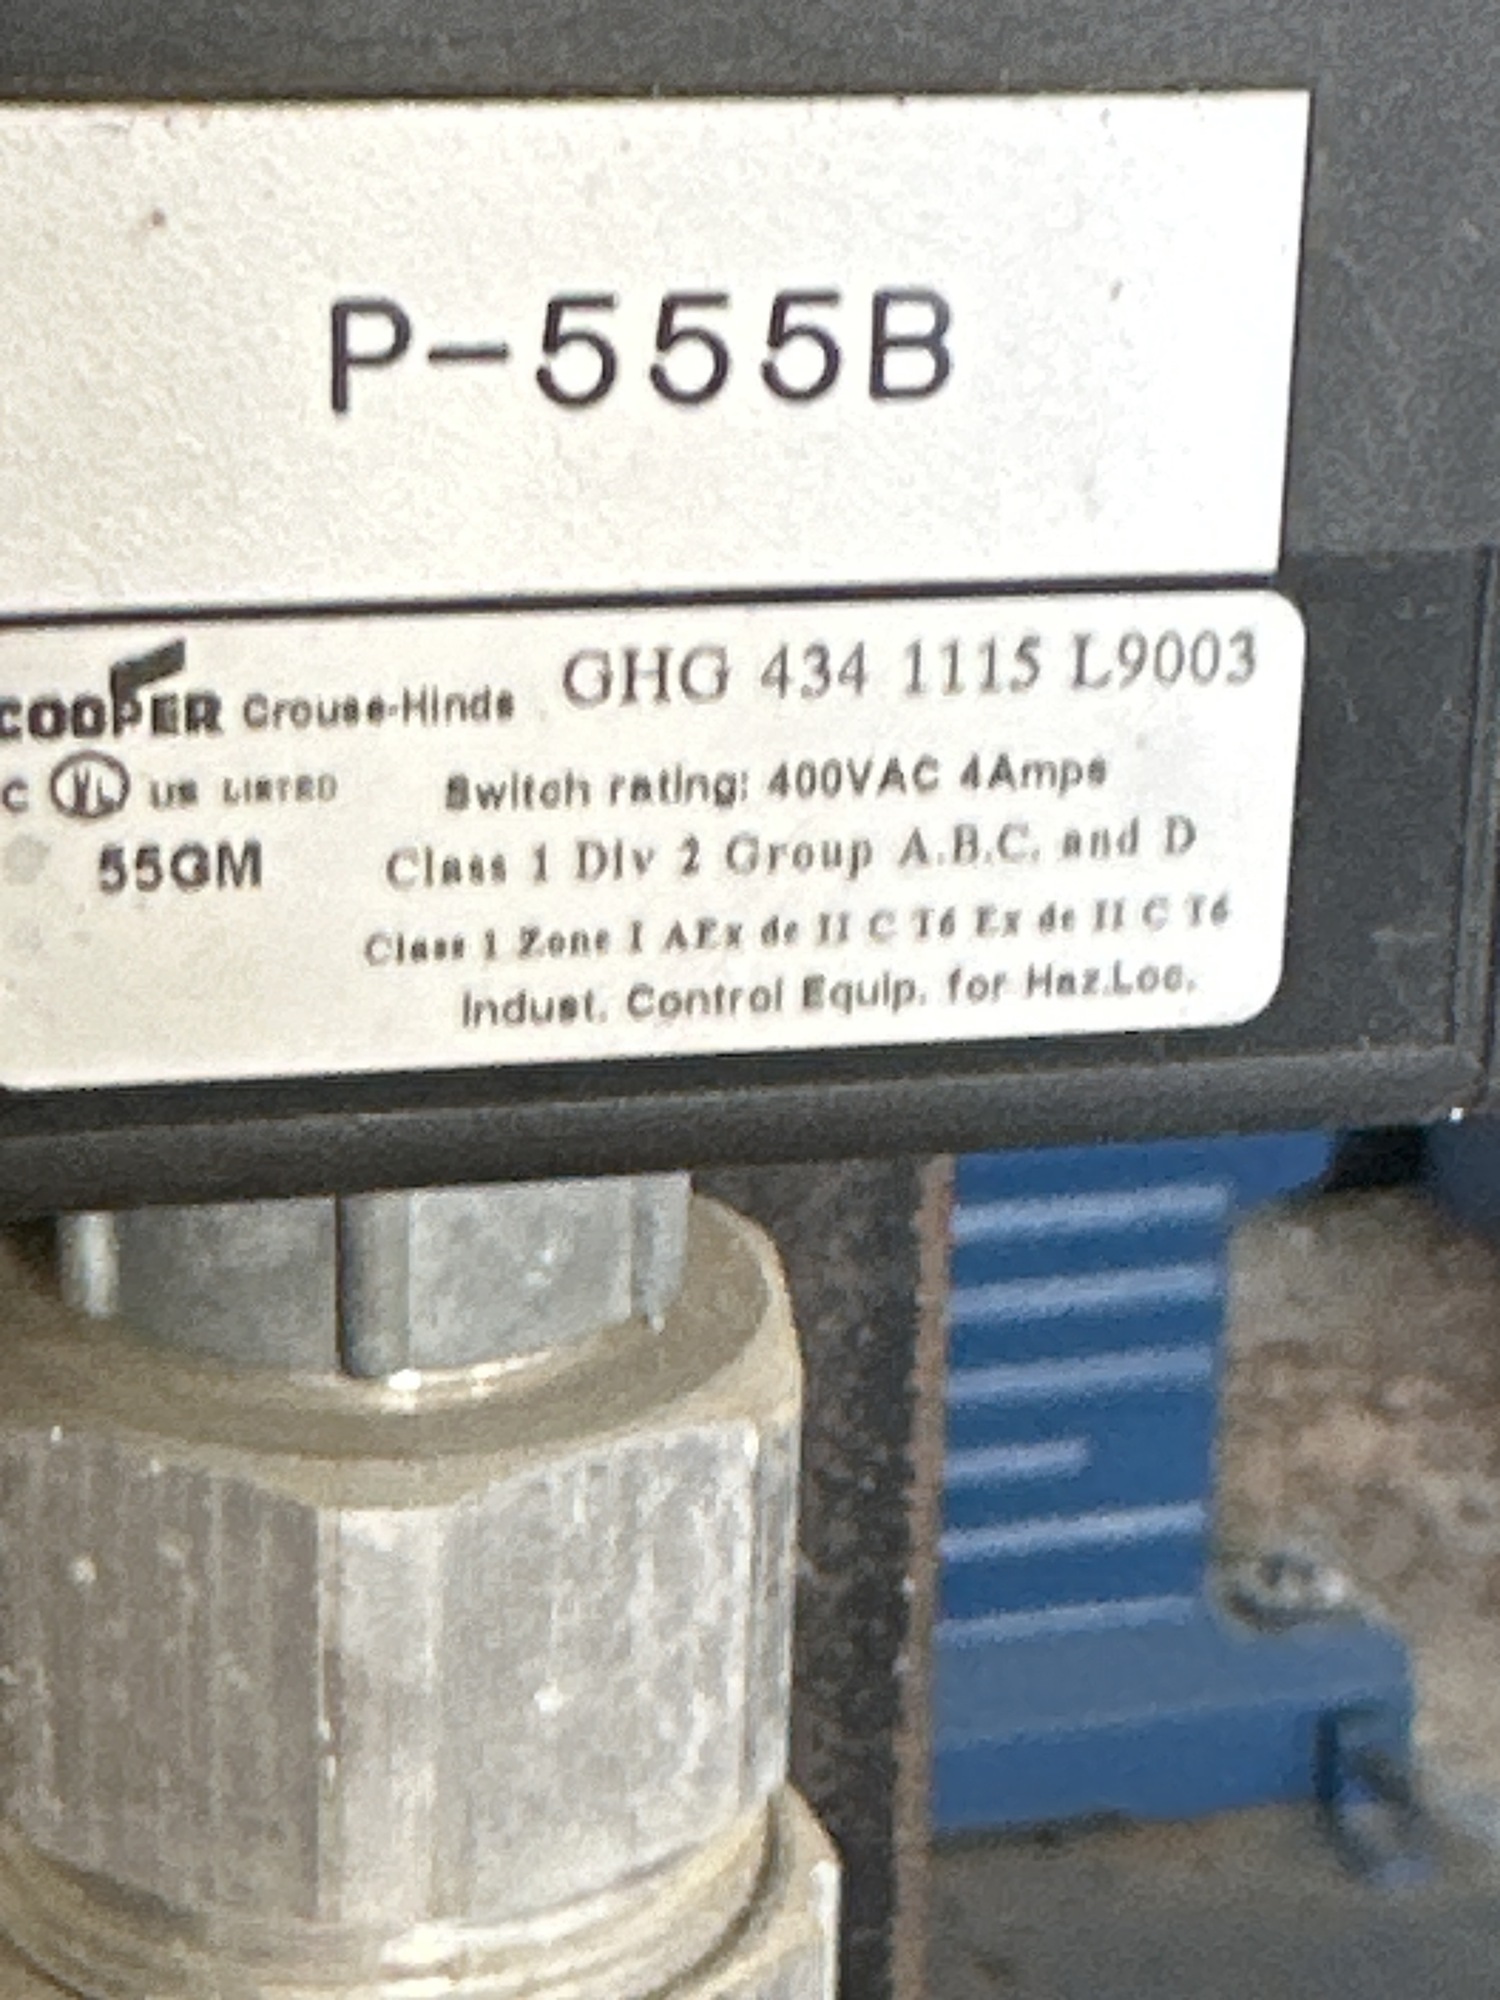 P-555B
COOPER Crouse-Hinds GHG 434 1115 L9003
C UL US LISTED Switch rating: 400VAC 4Amps
55GM Class 1 Div 2 Group A.B.C. and D
Class 1 Zone I AEx de II C T6 Ex de II C T6
Indust. Control Equip. for Haz.Loc.